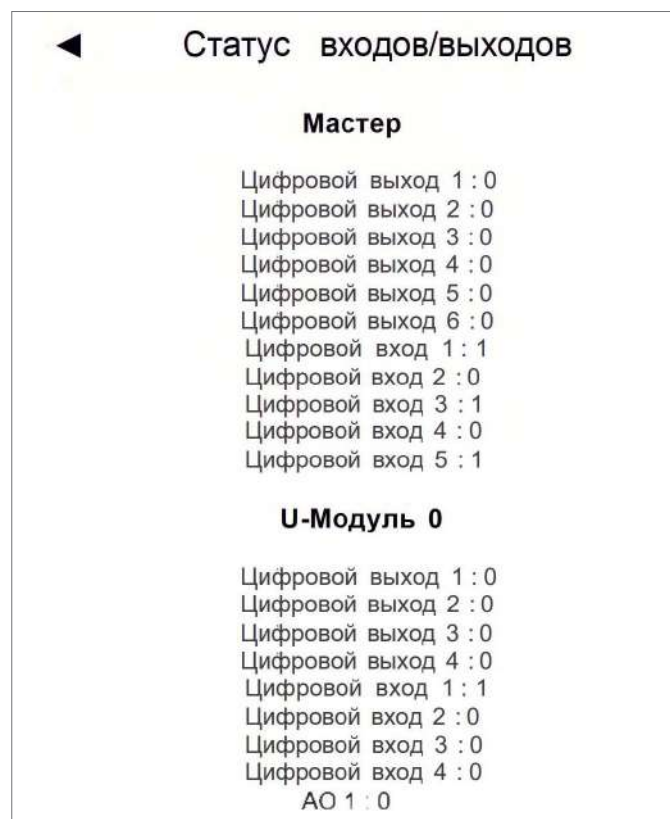 Статус входов/выходов
Мастер
Цифровой выход 1 : 0
Цифровой выход 2 : 0
Цифровой выход 3 : 0
Цифровой выход 4 : 0
Цифровой выход 5 : 0
Цифровой выход 6 : 0
Цифровой вход 1 : 1
Цифровой вход 2 : 0
Цифровой вход 3 : 1
Цифровой вход 4 : 0
Цифровой вход 5 : 1
U-Модуль 0
Цифровой выход 1 : 0
Цифровой выход 2 : 0
Цифровой выход 3 : 0
Цифровой выход 4 : 0
Цифровой вход 1 : 1
Цифровой вход 2 : 0
Цифровой вход 3 : 0
Цифровой вход 4 : 0
АО 1 : 0